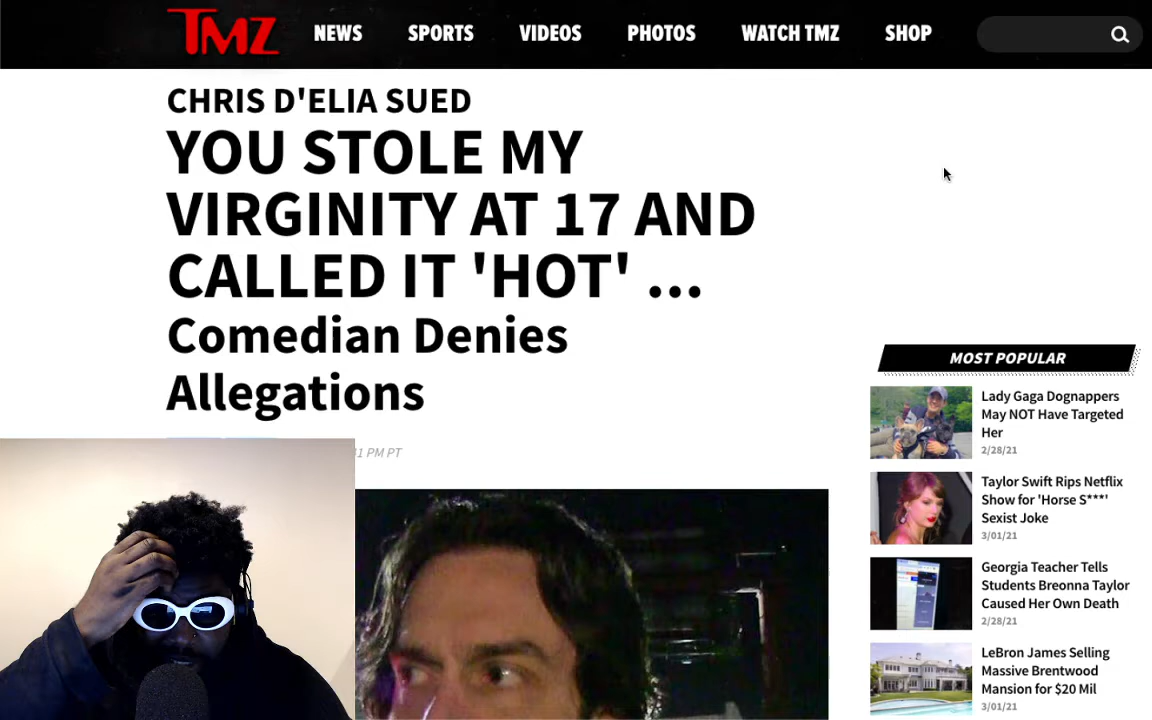 TMZ
NEWS
SPORTS
VIDEOS
PHOTOS
WATCH TMZ
SHOP
CHRIS D'ELIA SUED
YOU STOLE MY
VIRGINITY AT 17 AND
CALLED IT 'HOT' ...
Comedian Denies
Allegations
1 PM PT
MOST POPULAR
Lady Gaga Dognappers
May NOT Have Targeted
Her
2/28/21
Taylor Swift Rips Netflix
Show for 'Horse S***'
Sexist Joke
3/01/21
Georgia Teacher Tells
Students Breonna Taylor
Caused Her Own Death
2/28/21
LeBron James Selling
Massive Brentwood
Mansion for $20 Mil
3/01/21